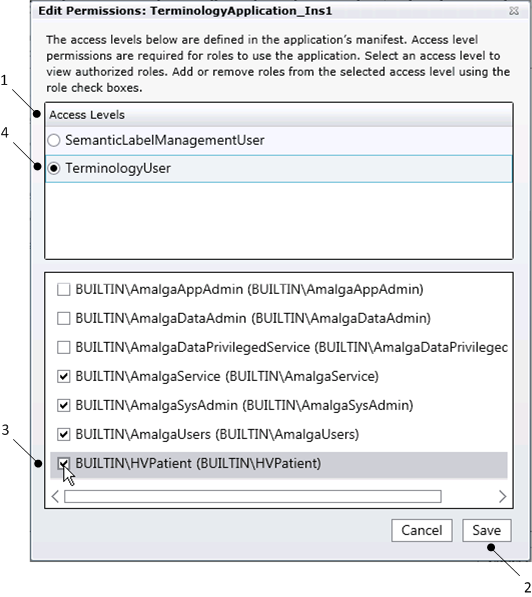 Edit Permissions: TerminologyApplication_Ins1
The access levels below are defined in the application's manifest. Access level
permissions are required for roles to use the application. Select an access level to
view authorized roles. Add or remove roles from the selected access level using the
role check boxes.
1
Access Levels
4
SemanticLabelManagementUser
TerminologyUser
BUILTIN\AmalgaAppAdmin (BUILTIN\AmalgaAppAdmin)
BUILTIN\AmalgaDataAdmin (BUILTIN\AmalgaDataAdmin)
BUILTIN\AmalgaDataPrivilegedService (BUILTIN\AmalgaDataPrivilegec
BUILTIN\AmalgaService (BUILTIN\AmalgaService)
BUILTIN\AmalgaSysAdmin (BUILTIN\AmalgaSysAdmin)
3
BUILTIN\AmalgaUsers (BUILTIN\AmalgaUsers)
BUILTIN\HVPatient (BUILTIN\HVPatient)
Cancel Save
2